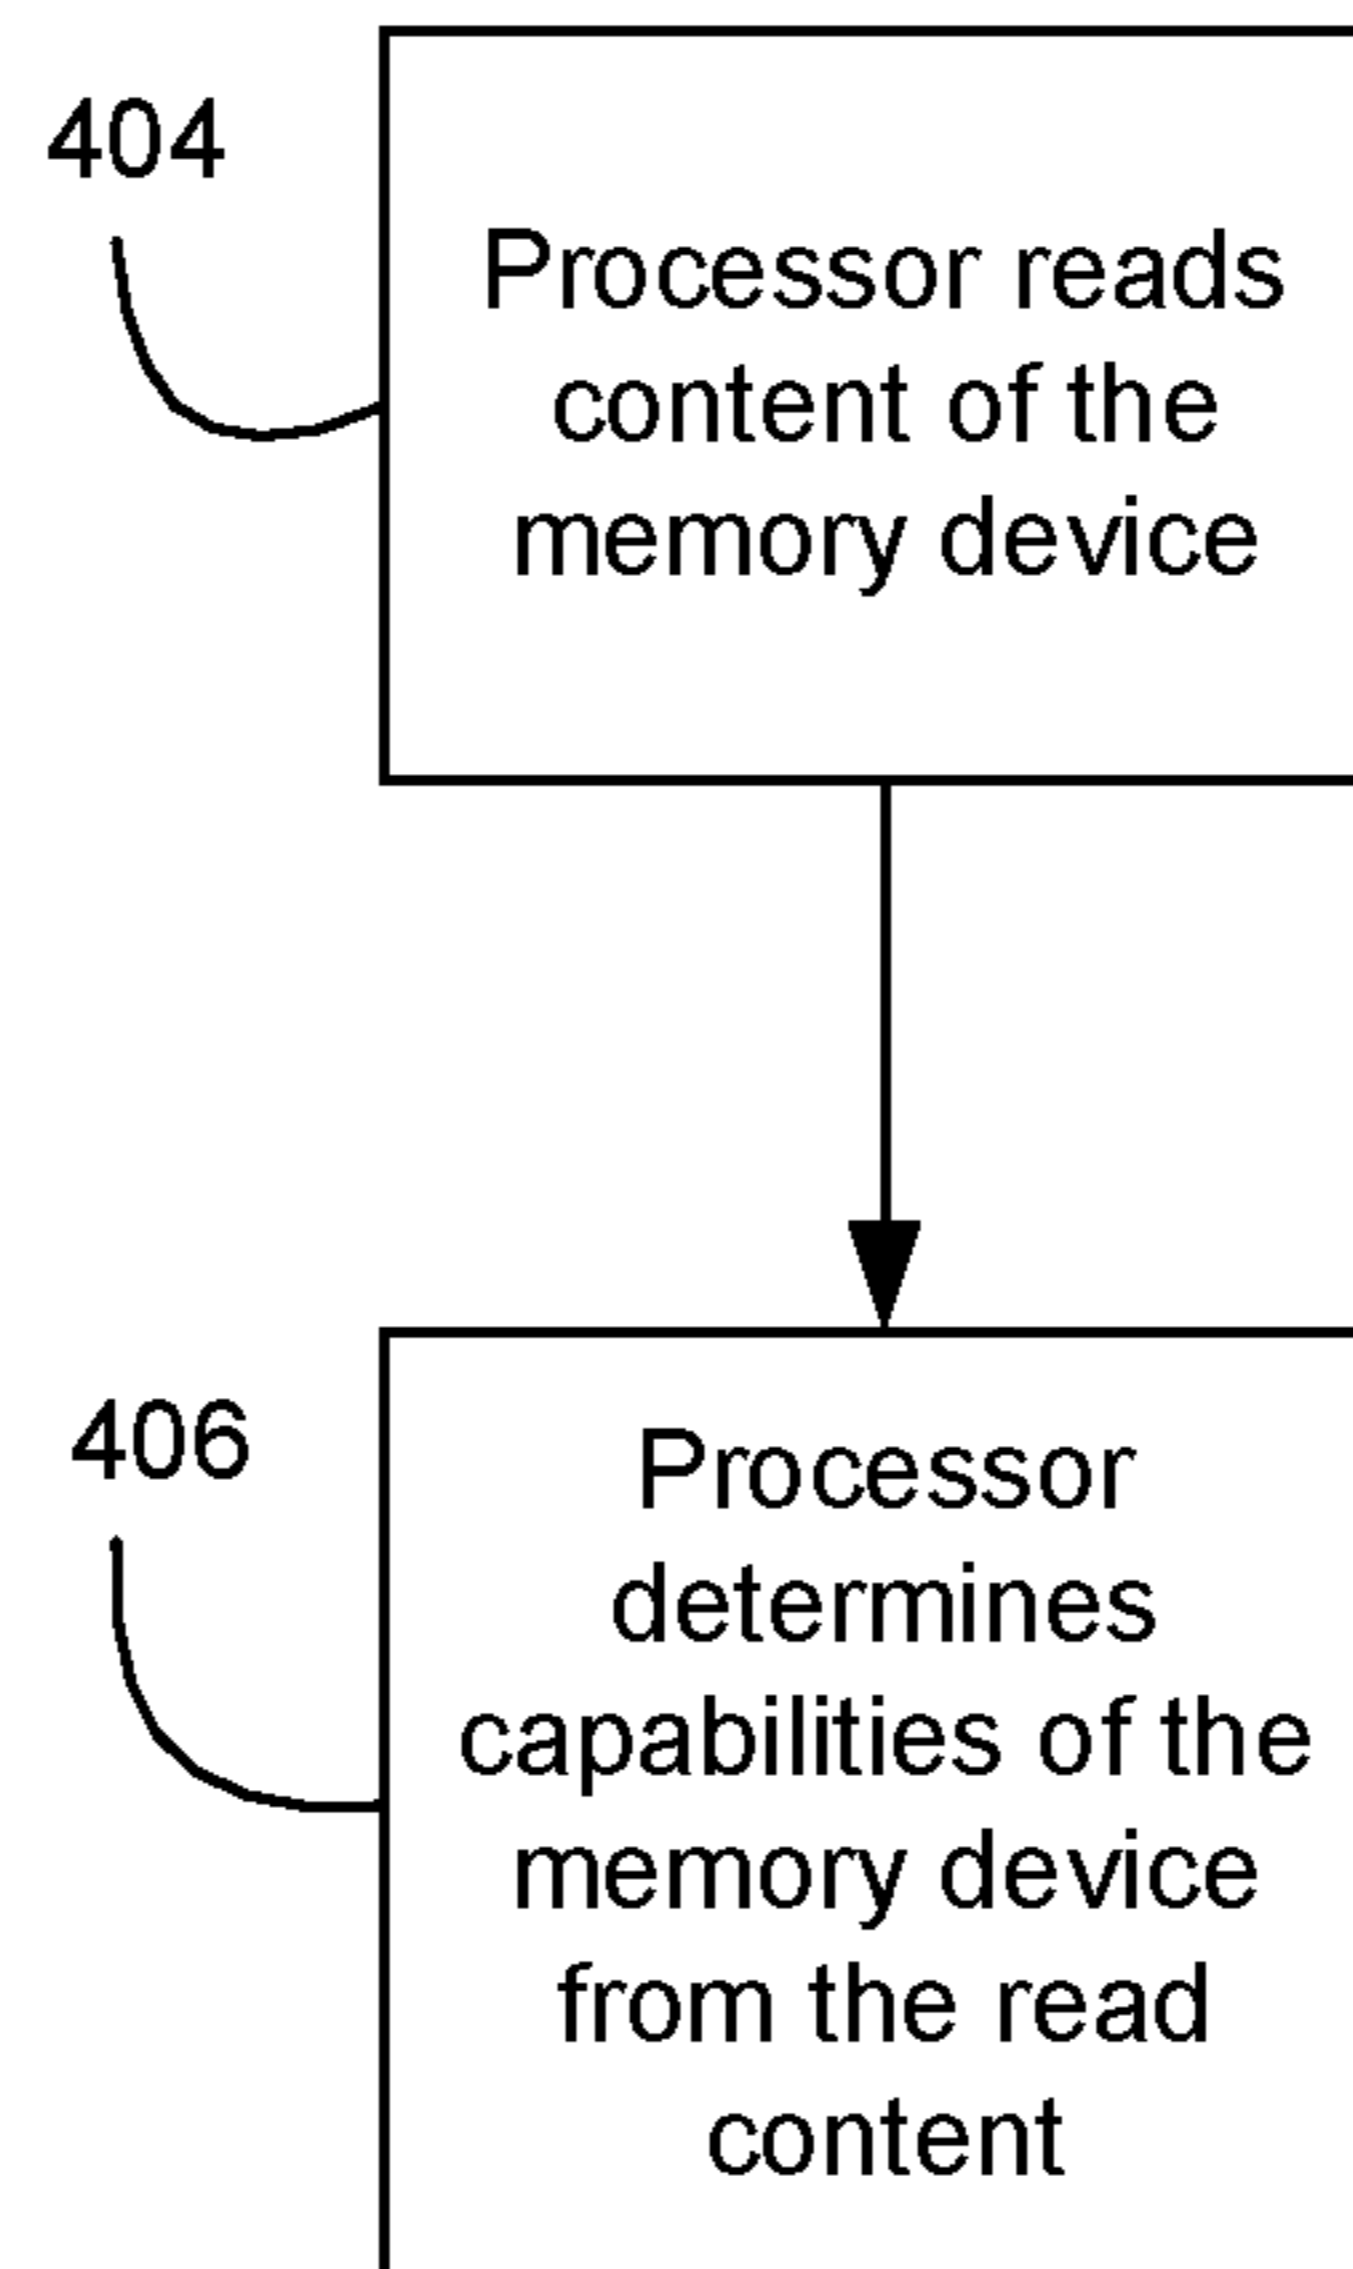 404
Processor reads
content of the
memory device
406
Processor
determines
capabilities of the
memory device
from the read
content